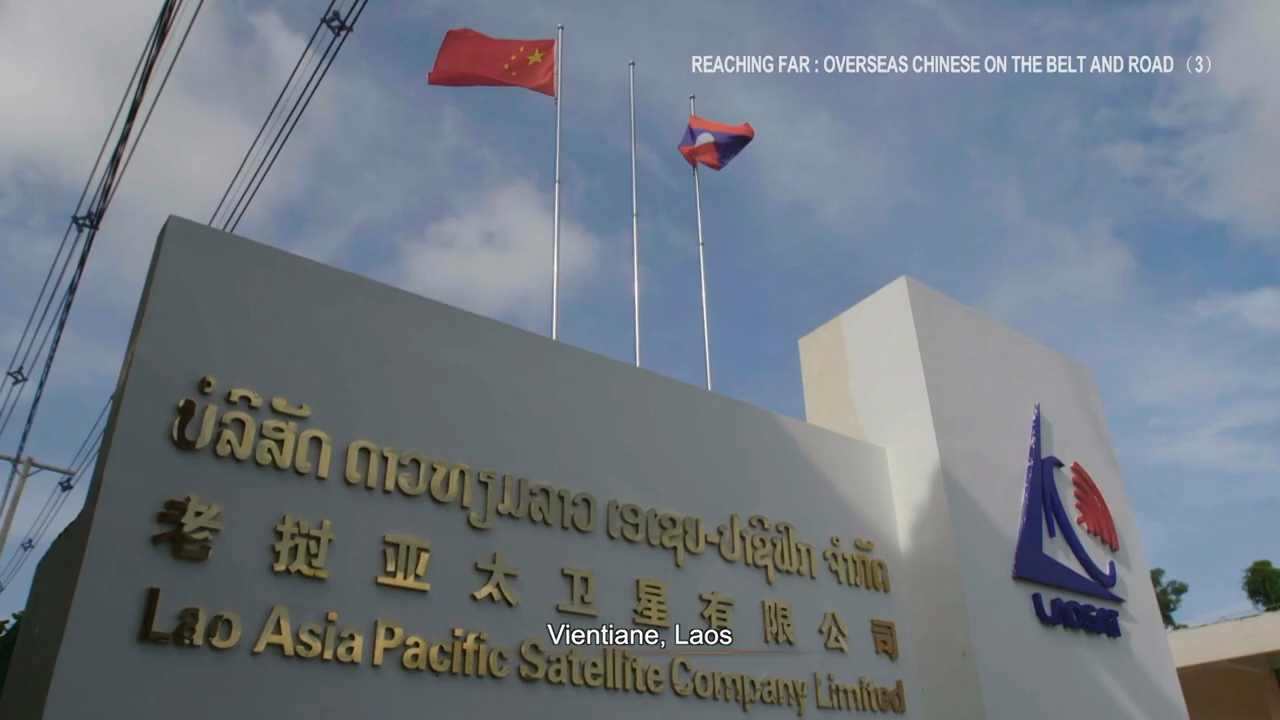 REACHING FAR : OVERSEAS CHINESE ON THE BELT AND ROAD（3）
ບໍລິສັດ ດາວທຽມລາວ ເອເຊຍ-ປາຊີຟິກ ຈຳກັດ
老挝亚太卫星有限公司
Lao Asia Pacific Satellite Company Limited
Vientiane, Laos
LAOSAT